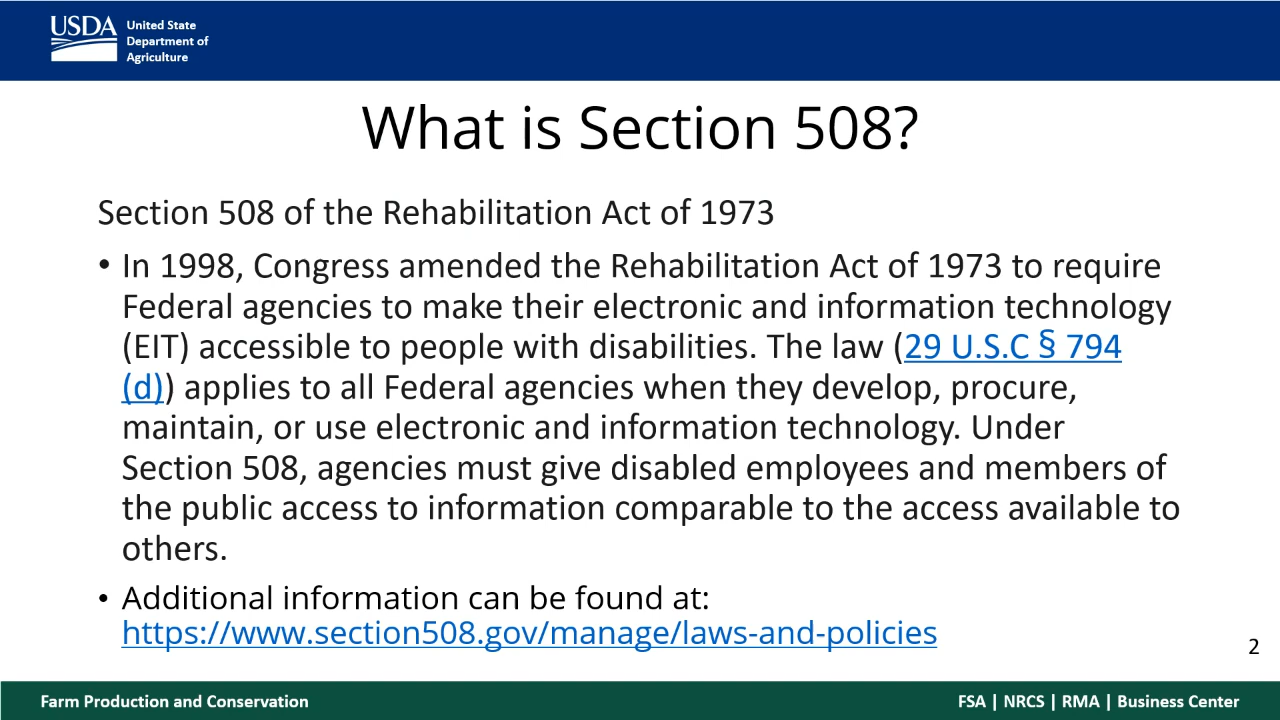 USDA
United State
Department of
Agriculture
What is Section 508?
Section 508 of the Rehabilitation Act of 1973
• In 1998, Congress amended the Rehabilitation Act of 1973 to require
Federal agencies to make their electronic and information technology
(EIT) accessible to people with disabilities. The law (29 U.S.C § 794
(d)) applies to all Federal agencies when they develop, procure,
maintain, or use electronic and information technology. Under
Section 508, agencies must give disabled employees and members of
the public access to information comparable to the access available to
others.
• Additional information can be found at:
https://www.section508.gov/manage/laws-and-policies
2
Farm Production and Conservation
FSA | NRCS | RMA | Business Center